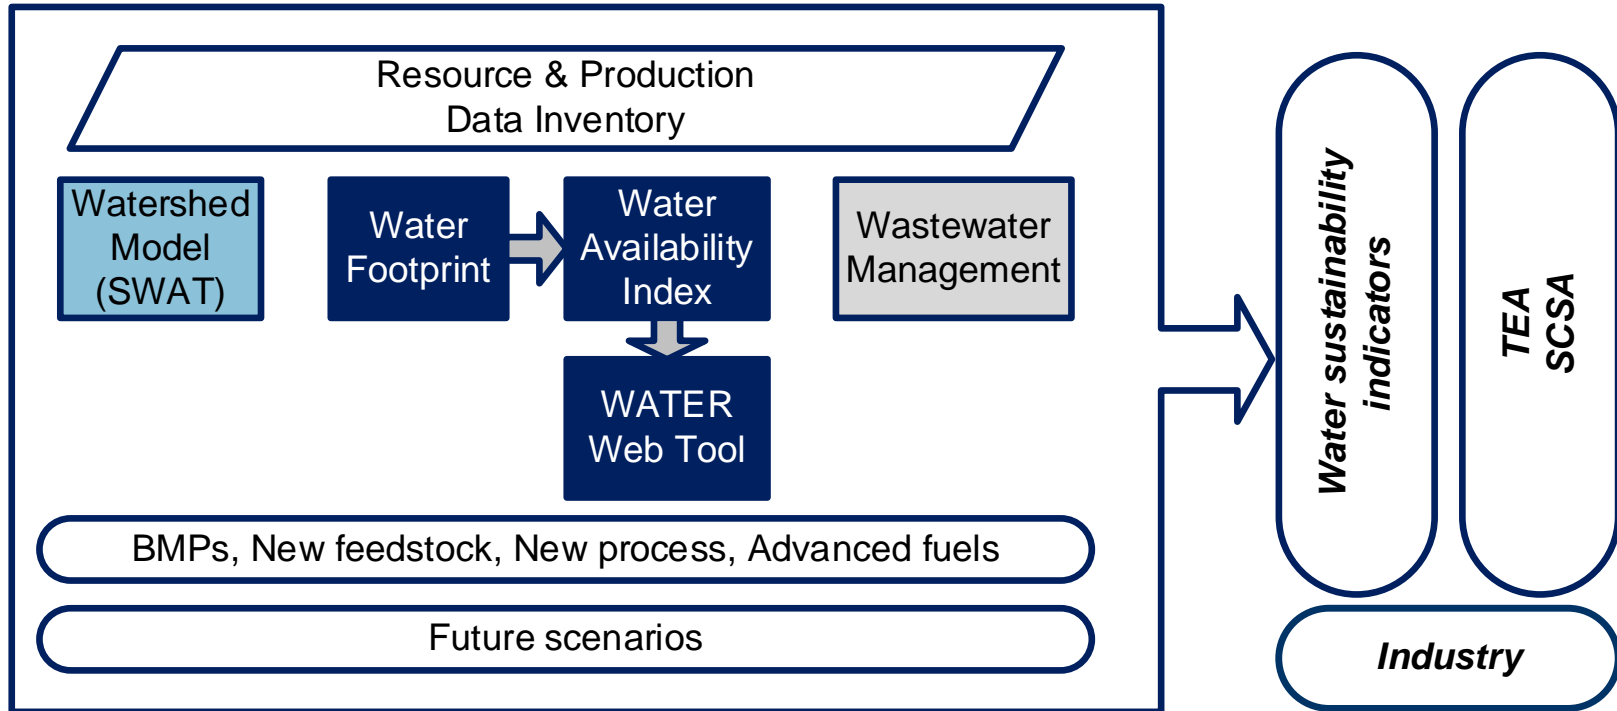 Resource & Production
Data Inventory
Watershed
Model
(SWAT)
Water
Footprint
Water
Availability
Index
Wastewater
Management
WATER
Web Tool
BMPs, New feedstock, New process, Advanced fuels
Future scenarios
Water sustainability
indicators
TEA
SCSA
Industry